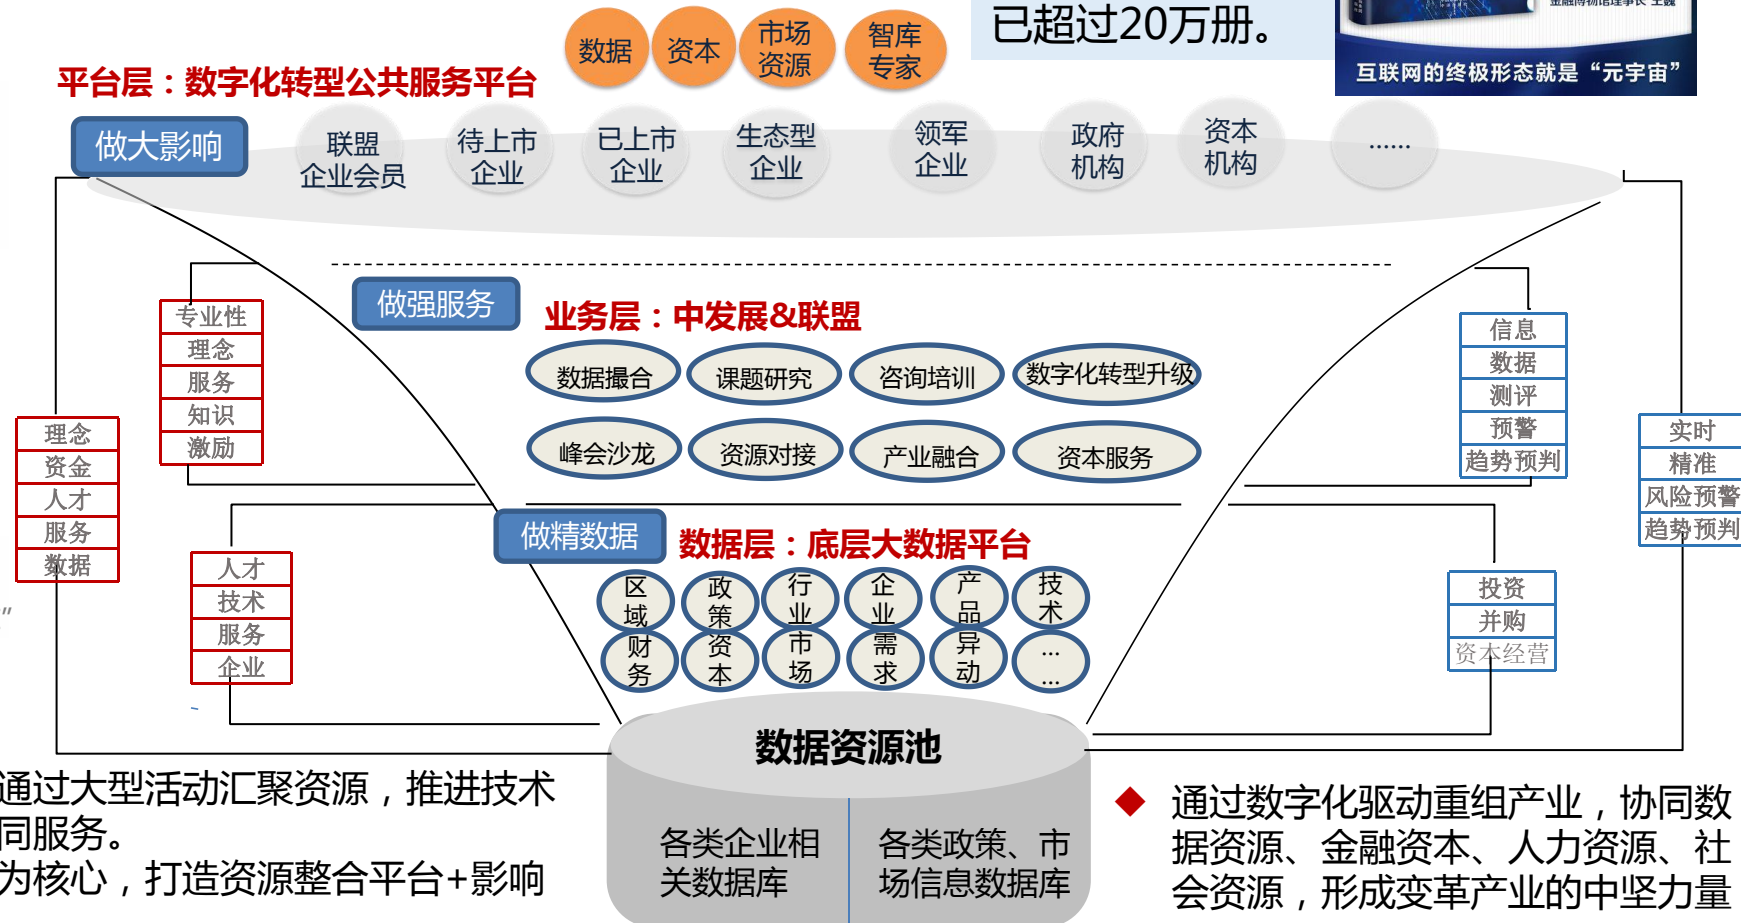 已超过20万册。
金融博物馆理事长 王巍
互联网的终极形态就是“元宇宙”
数据
资本
市场
资源
智库
专家
平台层：数字化转型公共服务平台
做大影响
联盟
企业会员
待上市
企业
已上市
企业
生态型
企业
领军
企业
政府
机构
资本
机构
……
做强服务
业务层：中发展&联盟
数据撮合
课题研究
咨询培训
数字化转型升级
峰会沙龙
资源对接
产业融合
资本服务
专业性
理念
服务
知识
激励
理念
资金
人才
服务
数据
人才
技术
服务
企业
信息
数据
测评
预警
趋势预判
实时
精准
风险预警
趋势预判
投资
并购
资本经营
做精数据
数据层：底层大数据平台
区
域
政
策
行
业
企
业
产
品
技
术
财
务
资
本
市
场
需
求
异
动
…
…
”
数据资源池
各类企业相
关数据库
各类政策、市
场信息数据库
通过大型活动汇聚资源，推进技术
同服务。
为核心，打造资源整合平台+影响
◆ 通过数字化驱动重组产业，协同数
据资源、金融资本、人力资源、社
会资源，形成变革产业的中坚力量